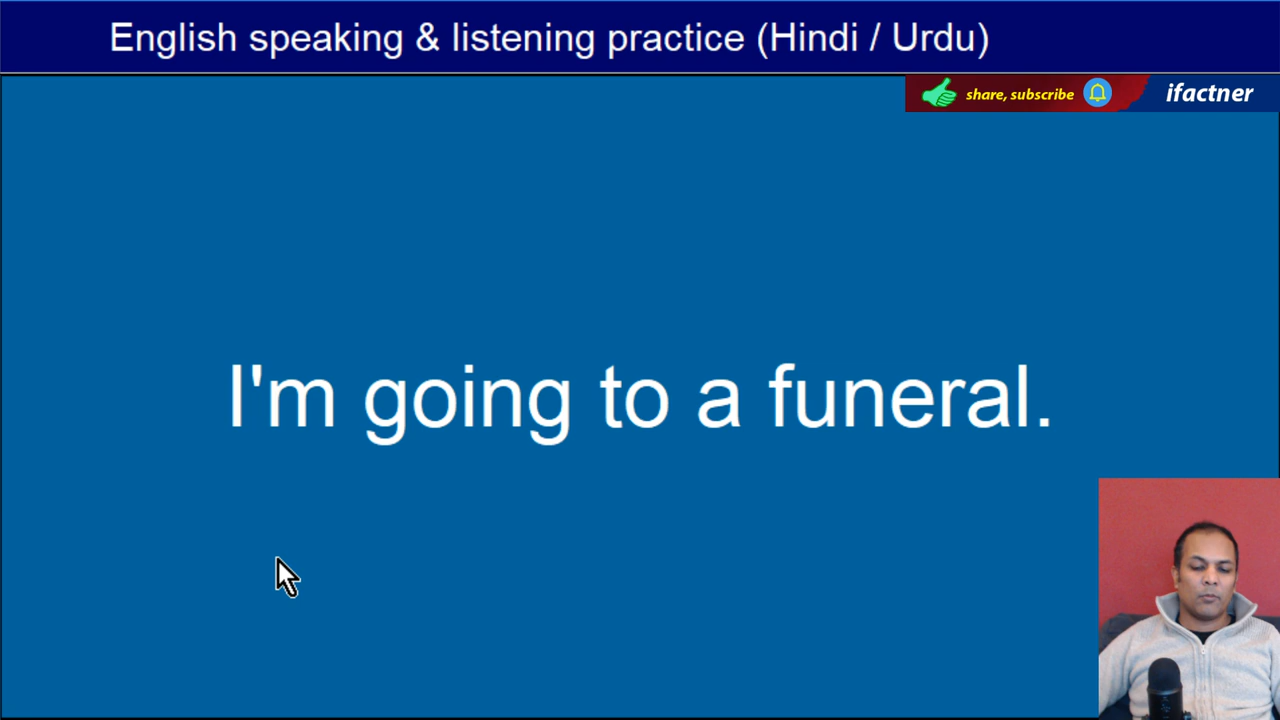 English speaking & listening practice (Hindi / Urdu)
share, subscribe
ifactner
I'm going to a funeral.